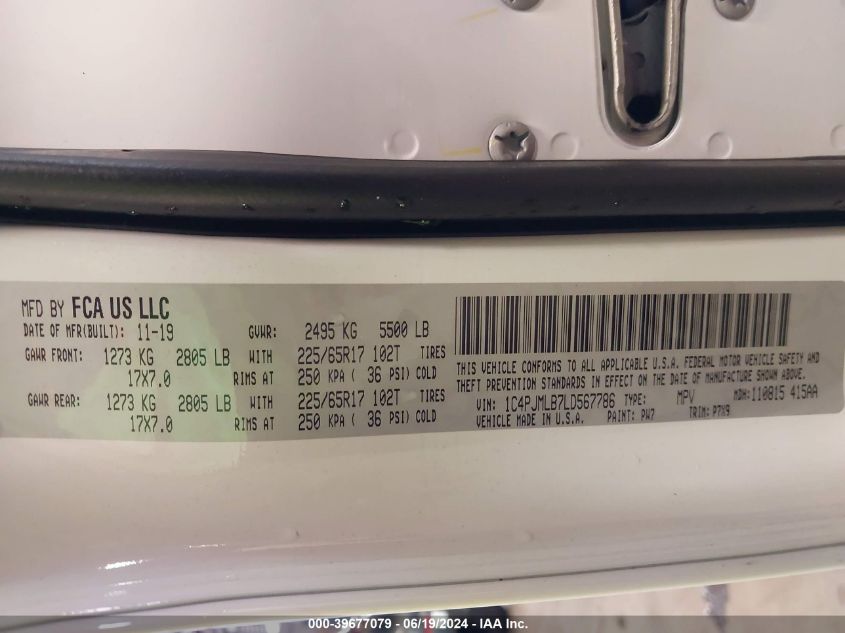 MFD BY FCA US LLC
DATE OF MFR(BUILT): 11-19 GVWR: 2495 KG 5500 LB
GAWR FRONT: 1273 KG 2805 LB WITH 225/65R17 102T TIRES
17X7.0 RIMS AT 250 KPA ( 36 PSI) COLD
GAWR REAR: 1273 KG 2805 LB WITH 225/65R17 102T TIRES
17X7.0 RIMS AT 250 KPA ( 36 PSI) COLD
THIS VEHICLE CONFORMS TO ALL APPLICABLE U.S.A. FEDERAL MOTOR VEHICLE SAFETY AND
THEFT PREVENTION STANDARDS IN EFFECT ON THE DATE OF MANUFACTURE SHOWN ABOVE.
VIN: 1C4PJMLB7LD567786 TYPE: MPV MDH: 110815 415AA
VEHICLE MADE IN U.S.A. PAINT: PW7 TRIM: P7X9
000-39677079 - 06/19/2024 - IAA Inc.